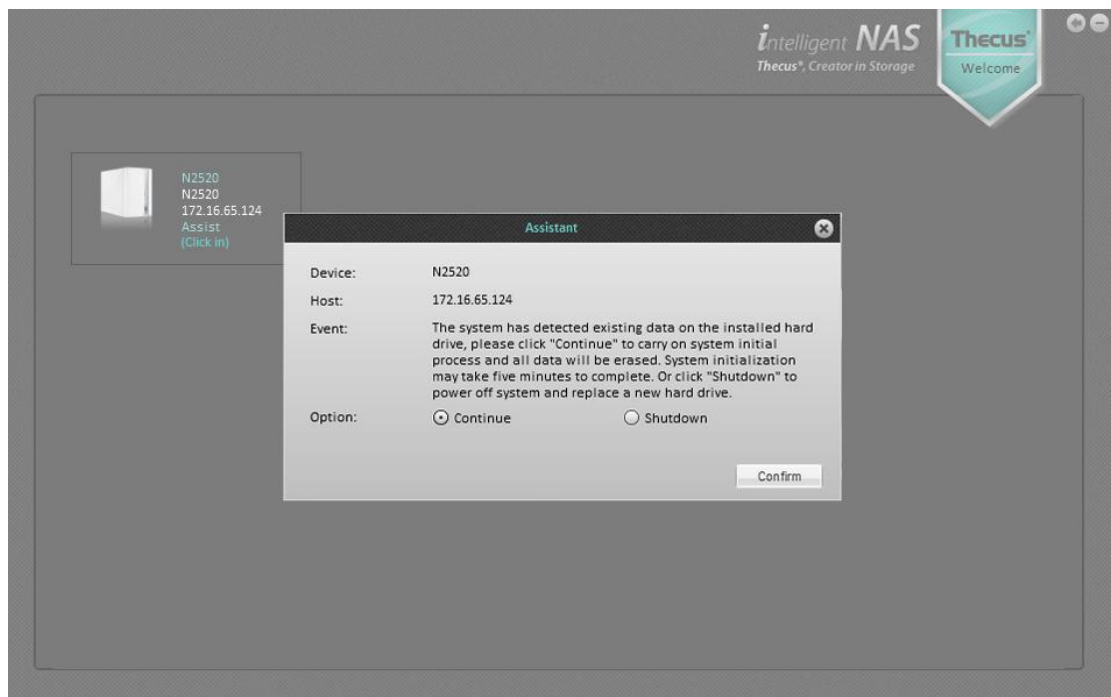 intelligent NAS
Thecus®, Creator in Storage
Thecus®
Welcome
N2520
N2520
172.16.65.124
Assist
(Click in)
Assistant
Device: N2520
Host: 172.16.65.124
Event: The system has detected existing data on the installed hard
drive, please click "Continue" to carry on system initial
process and all data will be erased. System initialization
may take five minutes to complete. Or click "Shutdown" to
power off system and replace a new hard drive.
Option: Continue Shutdown
Confirm